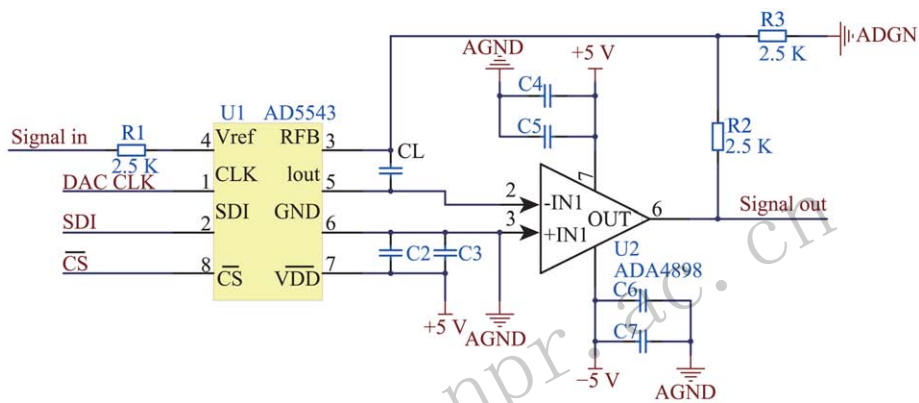 R3
ADGN
2.5 K
AGND
+5 V
C4
C5
U1 AD5543
Signal in
R1
2.5 K
4 Vref RFB 3
CL
R2
2.5 K
DAC CLK
1 CLK Iout 5
2 -IN1
7
SDI
2 SDI GND 6
3 +IN1
OUT 6
Signal out
C2 C3
U2
ADA4898
CS
8 CS VDD 7
+5 V
AGND
C6
C7
-5 V
AGND
npr.ac.cn